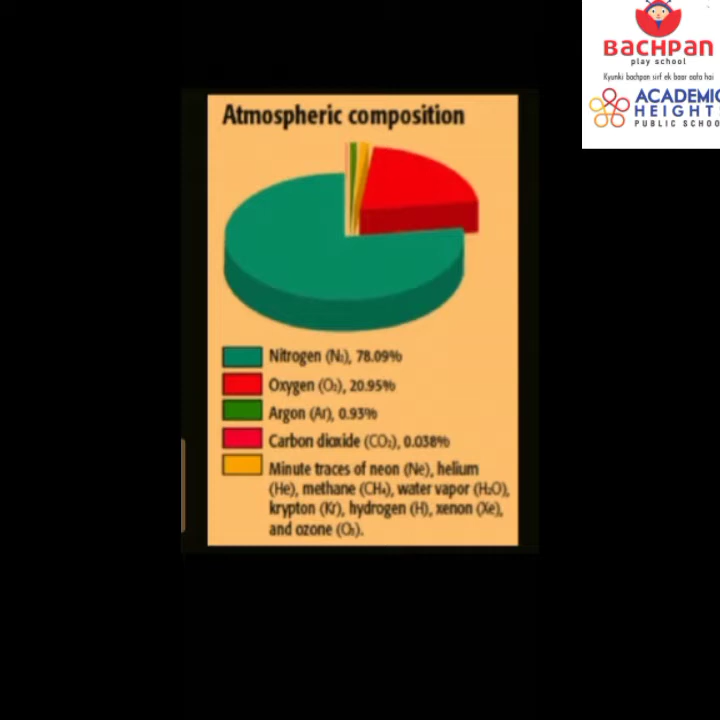 BACHPAN
play school
Kyunki bachpan sirf ek baar aata hai
ACADEMIC
HEIGHTS
PUBLIC SCHOO
Atmospheric composition
Nitrogen (N₂), 78.09%
Oxygen (O₂), 20.95%
Argon (Ar), 0.93%
Carbon dioxide (CO₂), 0.038%
Minute traces of neon (Ne), helium
(He), methane (CH₄), water vapor (H₂O),
krypton (Kr), hydrogen (H), xenon (Xe),
and ozone (O₃).